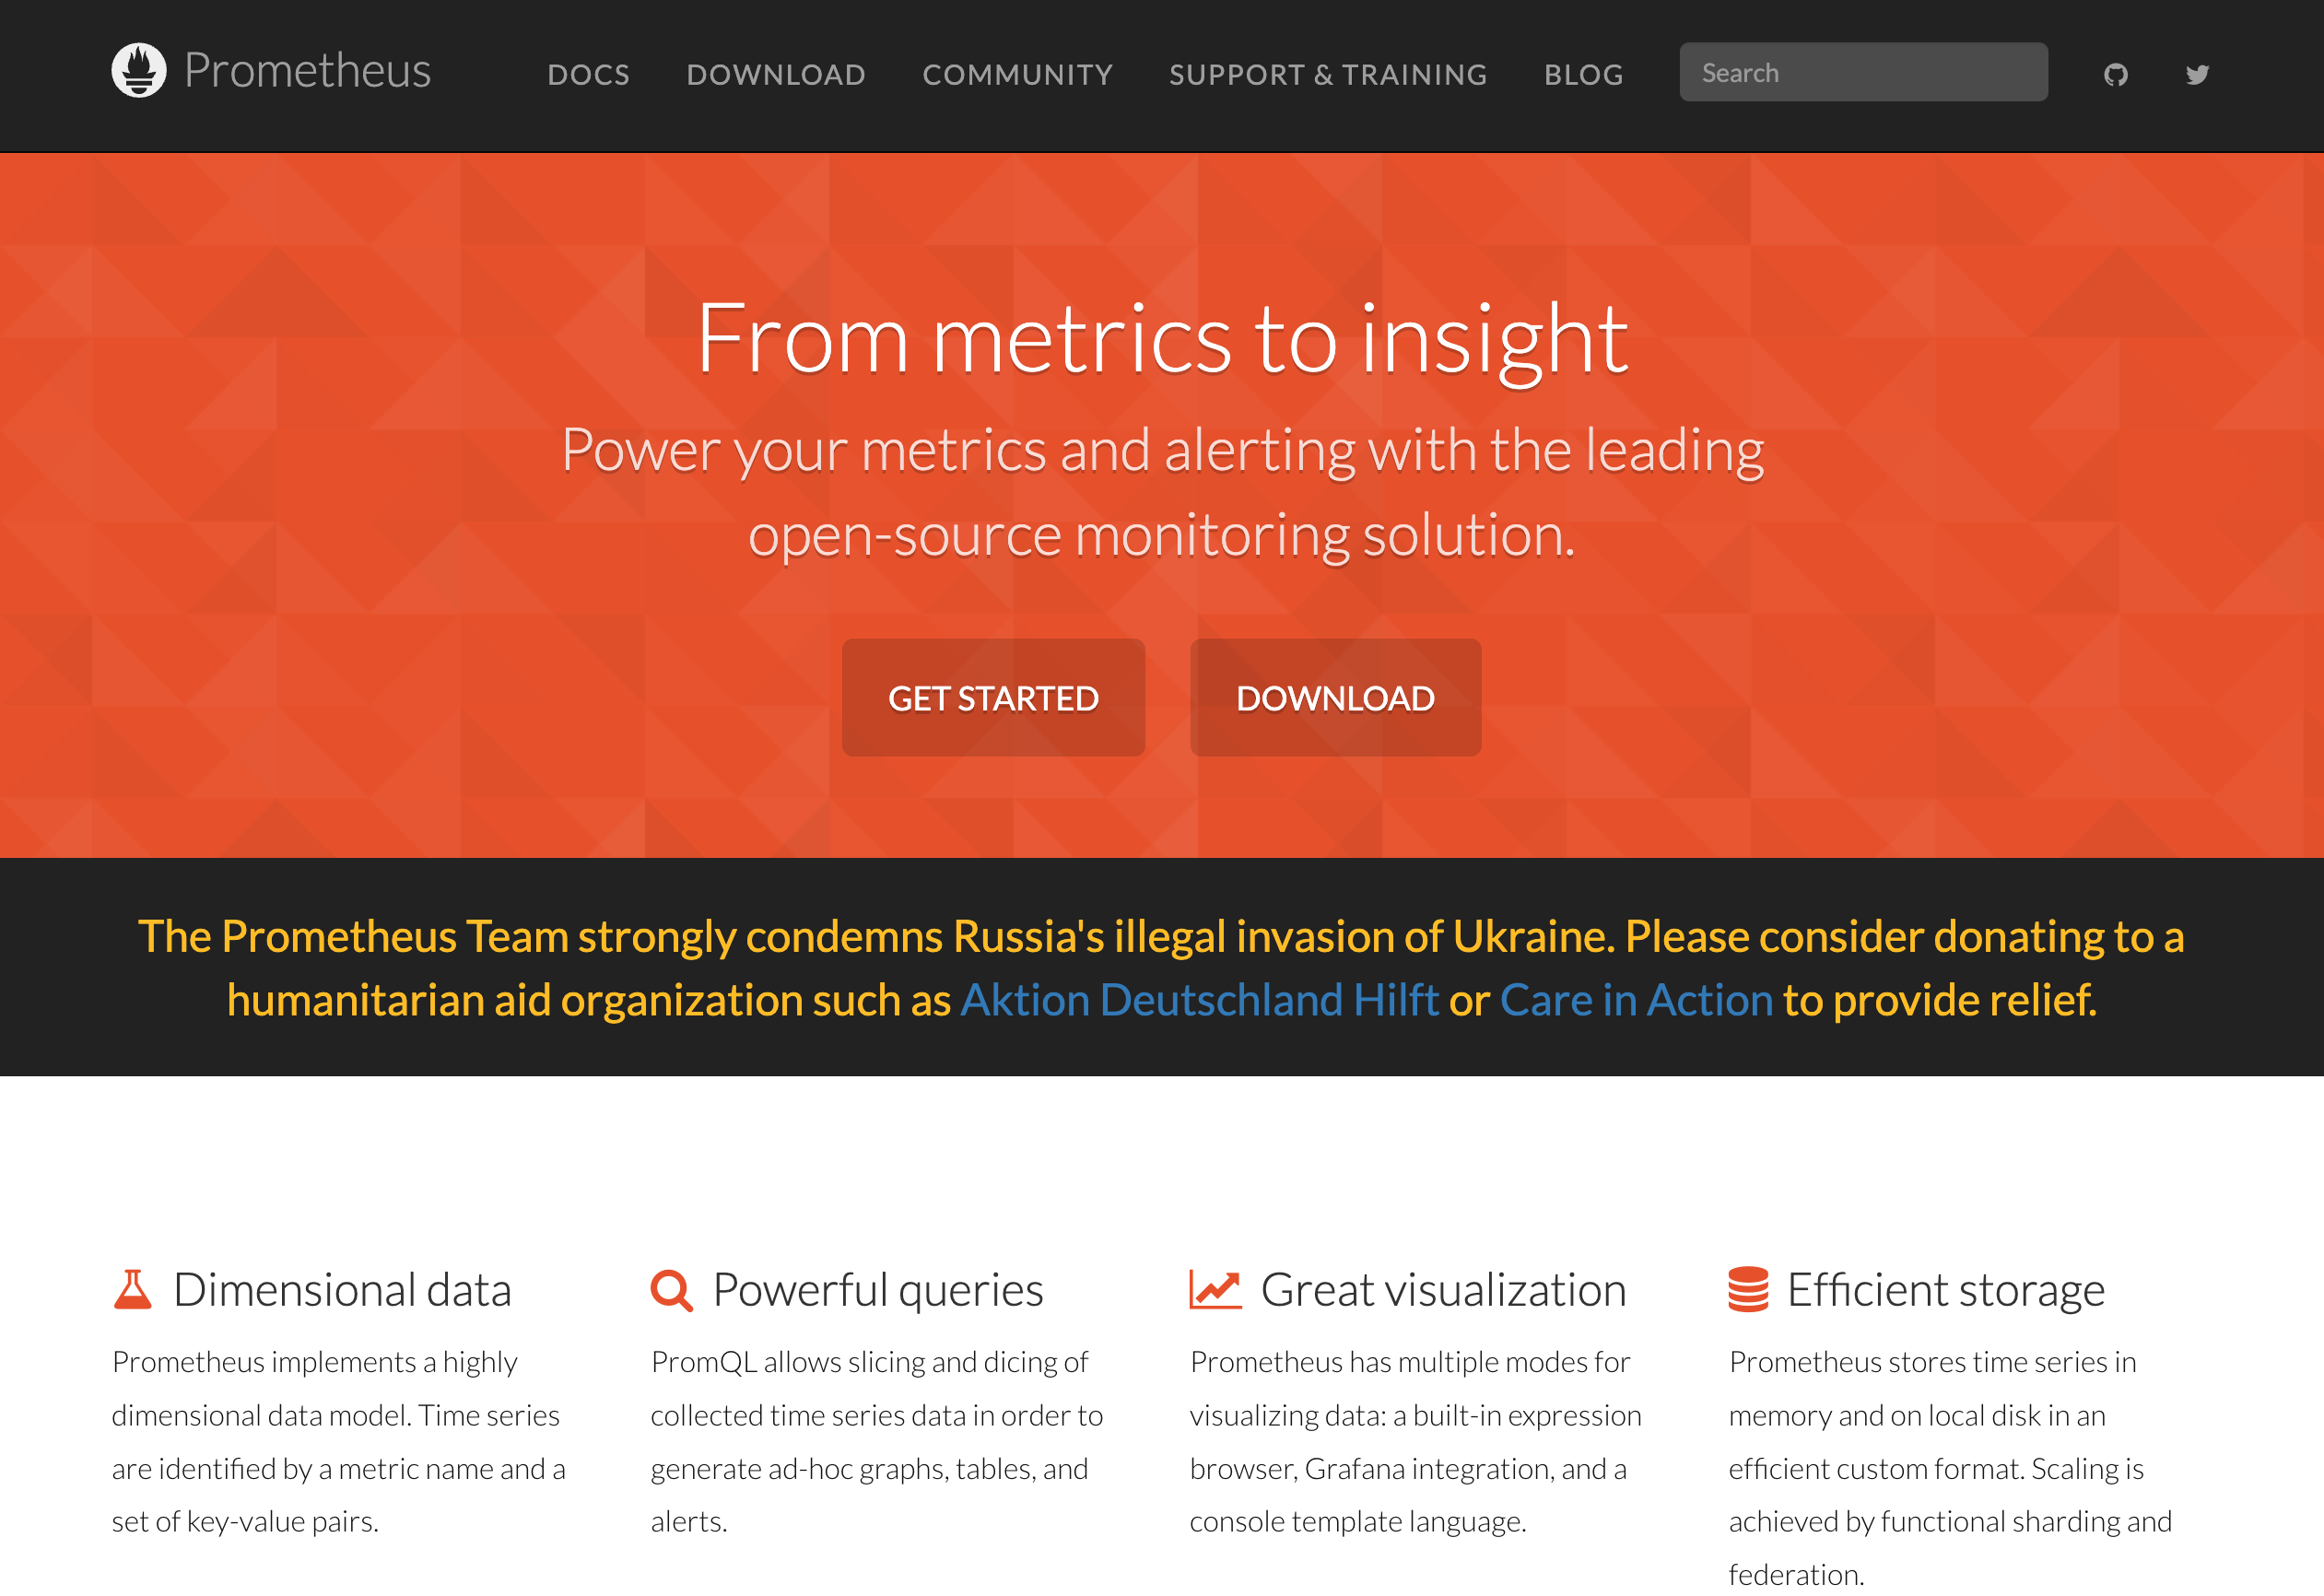 Prometheus
DOCS
DOWNLOAD
COMMUNITY
SUPPORT & TRAINING
BLOG
Search
From metrics to insight
Power your metrics and alerting with the leading
open-source monitoring solution.
GET STARTED
DOWNLOAD
The Prometheus Team strongly condemns Russia's illegal invasion of Ukraine. Please consider donating to a
humanitarian aid organization such as Aktion Deutschland Hilft or Care in Action to provide relief.
Dimensional data
Prometheus implements a highly
dimensional data model. Time series
are identified by a metric name and a
set of key-value pairs.
Powerful queries
PromQL allows slicing and dicing of
collected time series data in order to
generate ad-hoc graphs, tables, and
alerts.
Great visualization
Prometheus has multiple modes for
visualizing data: a built-in expression
browser, Grafana integration, and a
console template language.
Efficient storage
Prometheus stores time series in
memory and on local disk in an
efficient custom format. Scaling is
achieved by functional sharding and
federation.